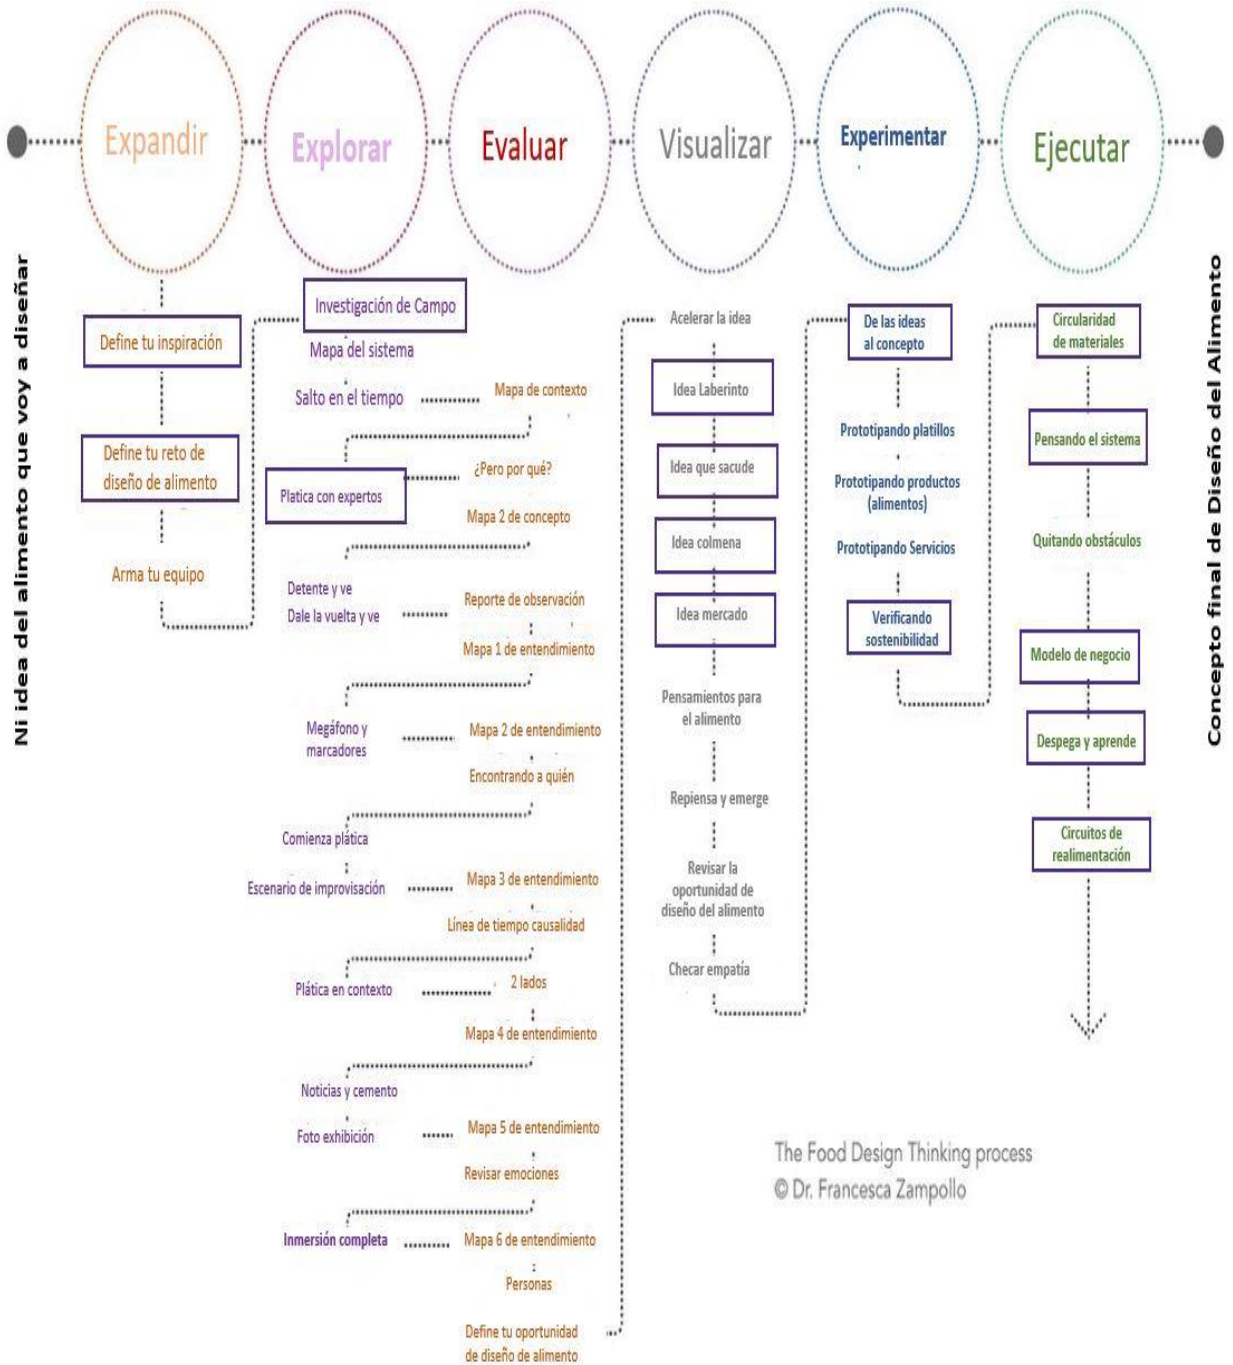 Expandir
Explorar
Evaluar
Visualizar
Experimentar
Ejecutar
Ni idea del alimento que voy a diseñar
Define tu inspiración
Define tu reto de
diseño de alimento
Arma tu equipo
Investigación de Campo
Mapa del sistema
Salto en el tiempo
Mapa de contexto
¿Pero por qué?
Platica con expertos
Mapa 2 de concepto
Detente y ve
Dale la vuelta y ve
Reporte de observación
Mapa 1 de entendimiento
Megáfono y
marcadores
Mapa 2 de entendimiento
Encontrando a quién
Comienza plática
Escenario de improvisación
Mapa 3 de entendimiento
Línea de tiempo causalidad
Plática en contexto
2 lados
Mapa 4 de entendimiento
Noticias y cemento
Foto exhibición
Mapa 5 de entendimiento
Revisar emociones
Inmersión completa
Mapa 6 de entendimiento
Personas
Define tu oportunidad
de diseño de alimento
Acelerar la idea
Idea Laberinto
Idea que sacude
Idea colmena
Idea mercado
Pensamientos para
el alimento
Repiensa y emerge
Revisar la
oportunidad de
diseño del alimento
Checar empatía
De las ideas
al concepto
Prototipando platillos
Prototipando productos
(alimentos)
Prototipando Servicios
Verificando
sostenibilidad
Circularidad
de materiales
Pensando el sistema
Quitando obstáculos
Modelo de negocio
Despega y aprende
Circuitos de
realimentación
Concepto final de Diseño del Alimento
The Food Design Thinking process
© Dr. Francesca Zampollo